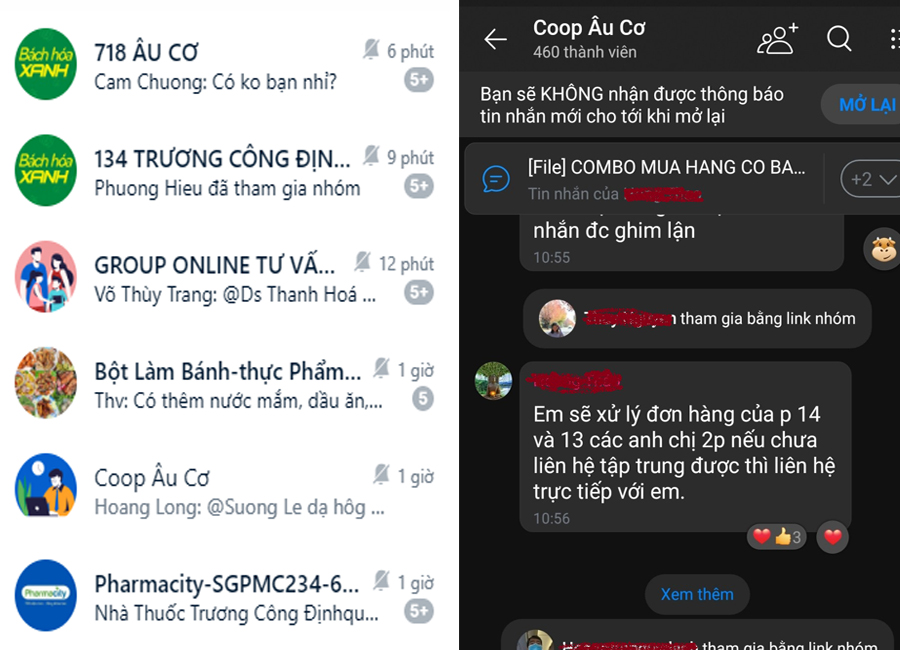 Bách hóa
XANH
718 ÂU CƠ
6 phút
Cam Chuong: Có ko bạn nhỉ?
5+
Bách hóa
XANH
134 TRƯƠNG CÔNG ĐỊN...
9 phút
Phuong Hieu đã tham gia nhóm
5+
GROUP ONLINE TƯ VẤ...
12 phút
Võ Thùy Trang: @Ds Thanh Hoá ...
5+
Bột Làm Bánh-thực Phẩm...
1 giờ
Thv: Có thêm nước mắm, dầu ăn,...
5
Coop Âu Cơ
1 giờ
Hoang Long: @Suong Le dạ hôg ...
Pharmacity
Pharmacity-SGPMC234-6...
1 giờ
Nhà Thuốc Trương Công Địnhqu...
5+
Coop Âu Cơ
460 thành viên
Bạn sẽ KHÔNG nhận được thông báo
tin nhắn mới cho tới khi mở lại
MỞ LẠI
[File] COMBO MUA HANG CO BA...
Tin nhắn của
+2
nhắn đc ghim lận
10:55
tham gia bằng link nhóm
Em sẽ xử lý đơn hàng của p 14
và 13 các anh chị 2p nếu chưa
liên hệ tập trung được thì liên hệ
trực tiếp với em.
10:56
3
Xem thêm
tham gia bằng link nhóm